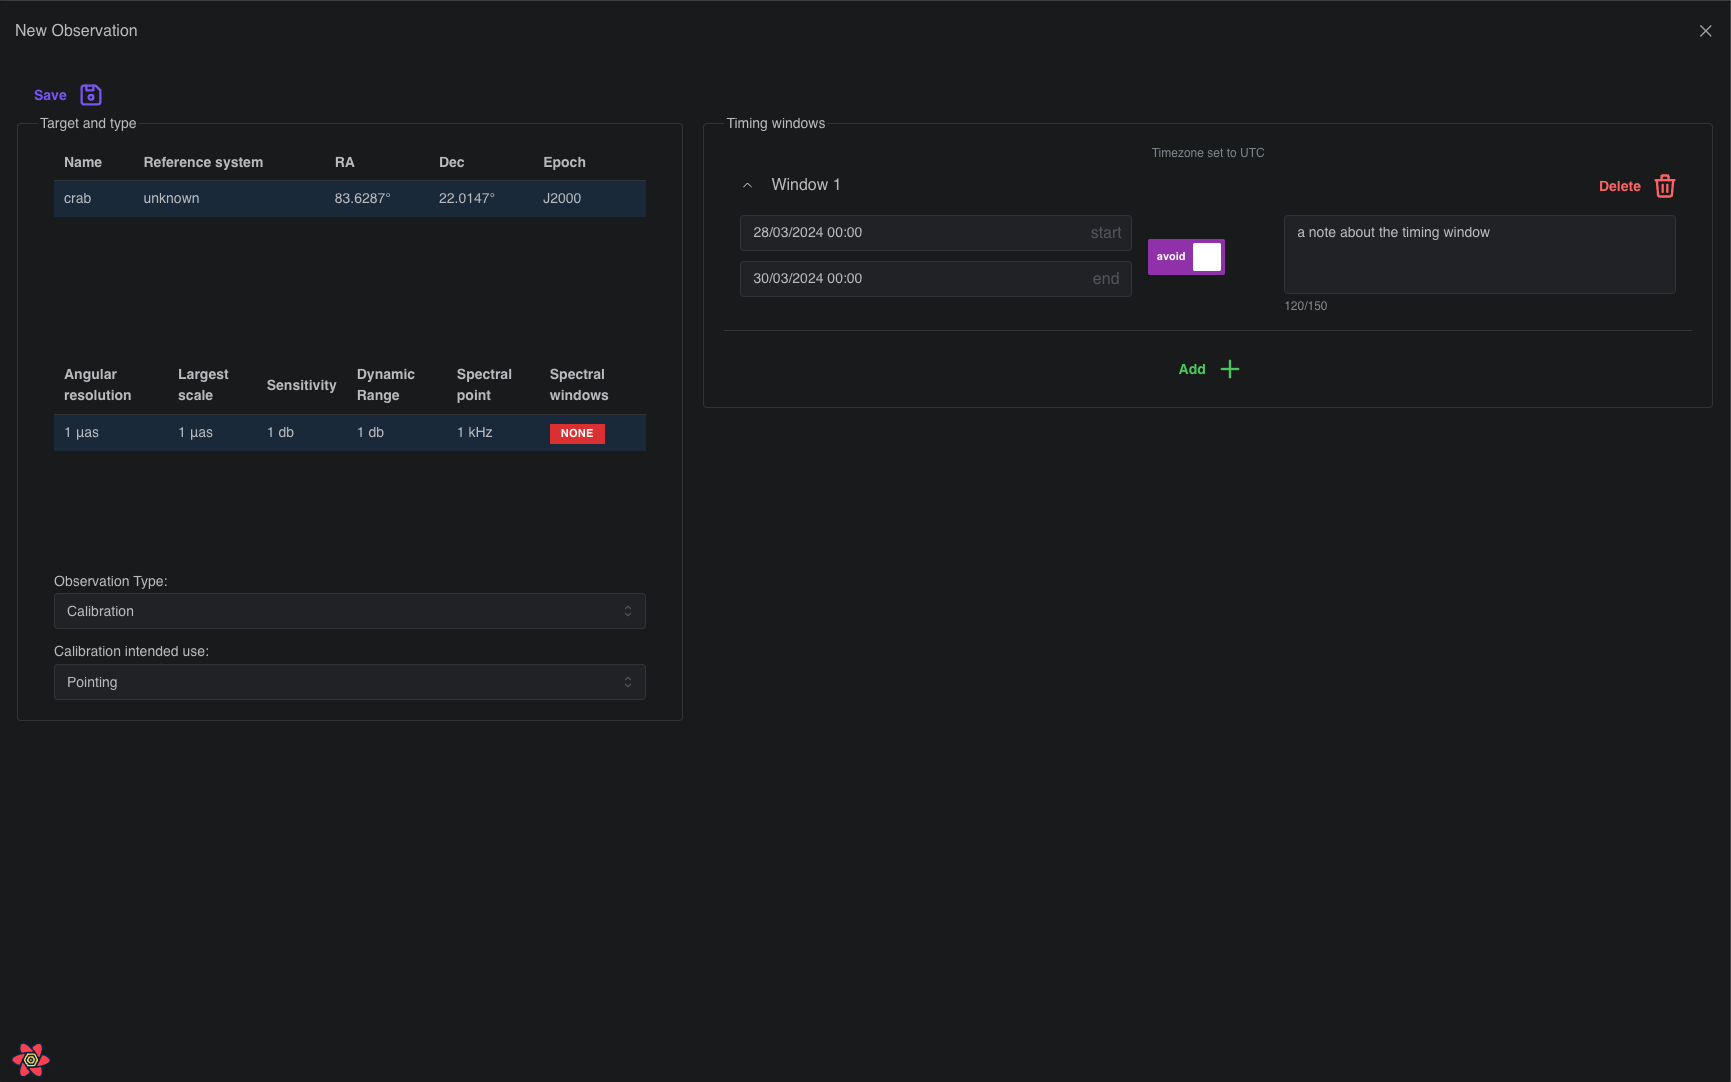 New Observation
Save
Target and type
Name Reference system RA Dec Epoch
crab unknown 83.6287° 22.0147° J2000
Angular resolution Largest scale Sensitivity Dynamic Range Spectral point Spectral windows
1 µas 1 µas 1 db 1 db 1 kHz NONE
Observation Type:
Calibration
Calibration intended use:
Pointing
Timing windows
Timezone set to UTC
Window 1 Delete
28/03/2024 00:00 start
30/03/2024 00:00 end
avoid
a note about the timing window
120/150
Add